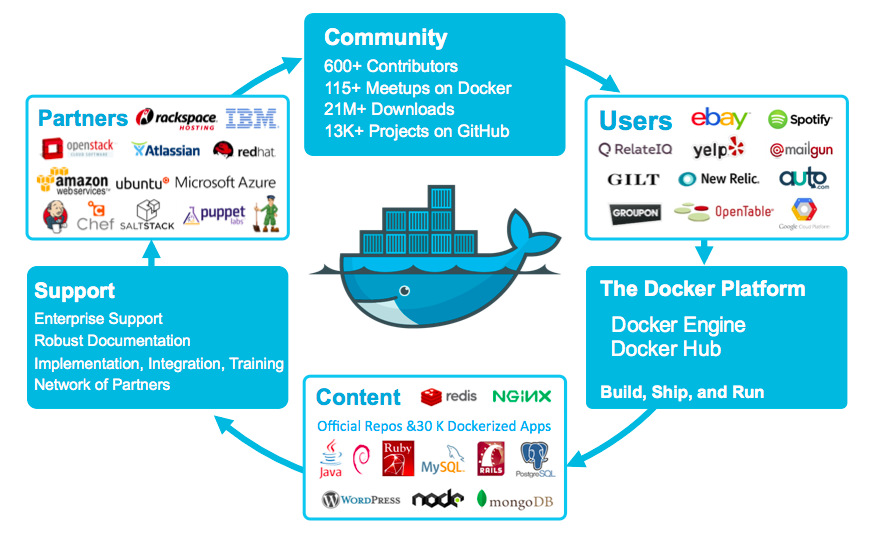 Community
600+ Contributors
115+ Meetups on Docker
21M+ Downloads
13K+ Projects on GitHub
Partners
rackspace.
HOSTING
IBM
openstack
CLOUD SOFTWARE
Atlassian
redhat.
amazon
webservices™
ubuntu
Microsoft Azure
Chef
SALTSTACK
puppet
labs
Users
ebay
Spotify
RelateIQ
yelp
@mailgun
GILT
New Relic.
auto
.com
GROUPON
OpenTable
Google Cloud Platform
The Docker Platform
Docker Engine
Docker Hub
Build, Ship, and Run
Content
redis
NGINX
Official Repos &30 K Dockerized Apps
Java
Ruby
MySQL
RAILS
PostgreSQL
WORDPRESS
node
mongoDB
Support
Enterprise Support
Robust Documentation
Implementation, Integration, Training
Network of Partners